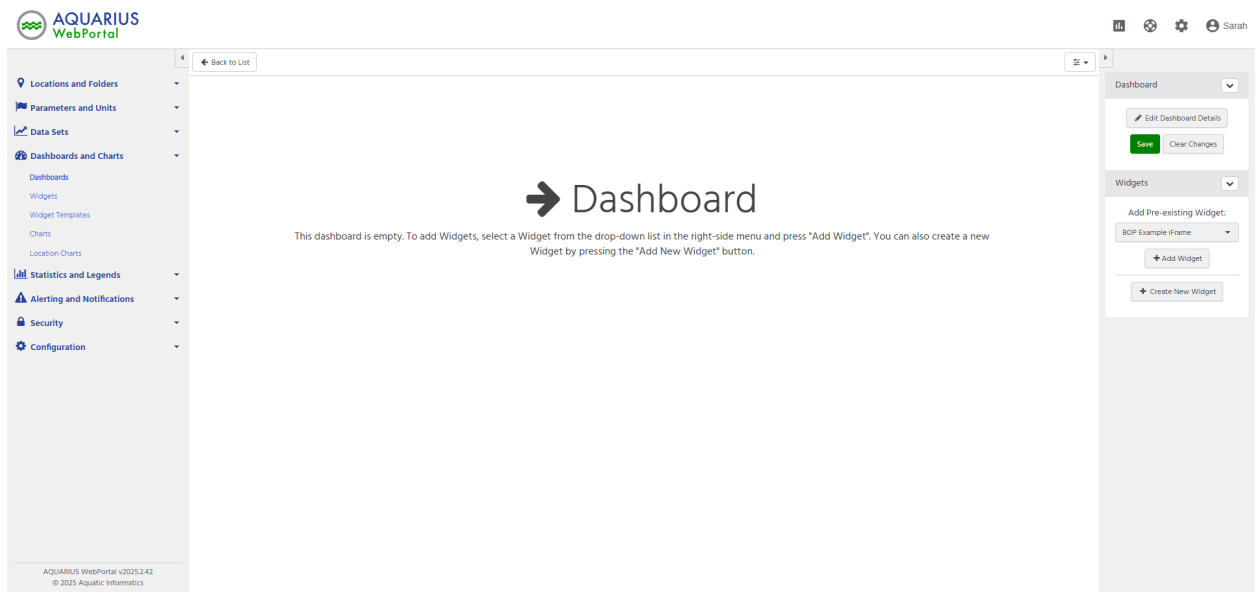 AQUARIUS
WebPortal
Sarah
Back to List
Locations and Folders
Parameters and Units
Data Sets
Dashboards and Charts
Dashboards
Widgets
Widget Templates
Charts
Location Charts
Statistics and Legends
Alerting and Notifications
Security
Configuration
AQUARIUS WebPortal v2025.2.42
© 2025 Aquatic Informatics
Dashboard
This dashboard is empty. To add Widgets, select a Widget from the drop-down list in the right-side menu and press "Add Widget". You can also create a new
Widget by pressing the "Add New Widget" button.
Dashboard
Edit Dashboard Details
Save Clear Changes
Widgets
Add Pre-existing Widget:
BOP Example iFrame
+ Add Widget
+ Create New Widget